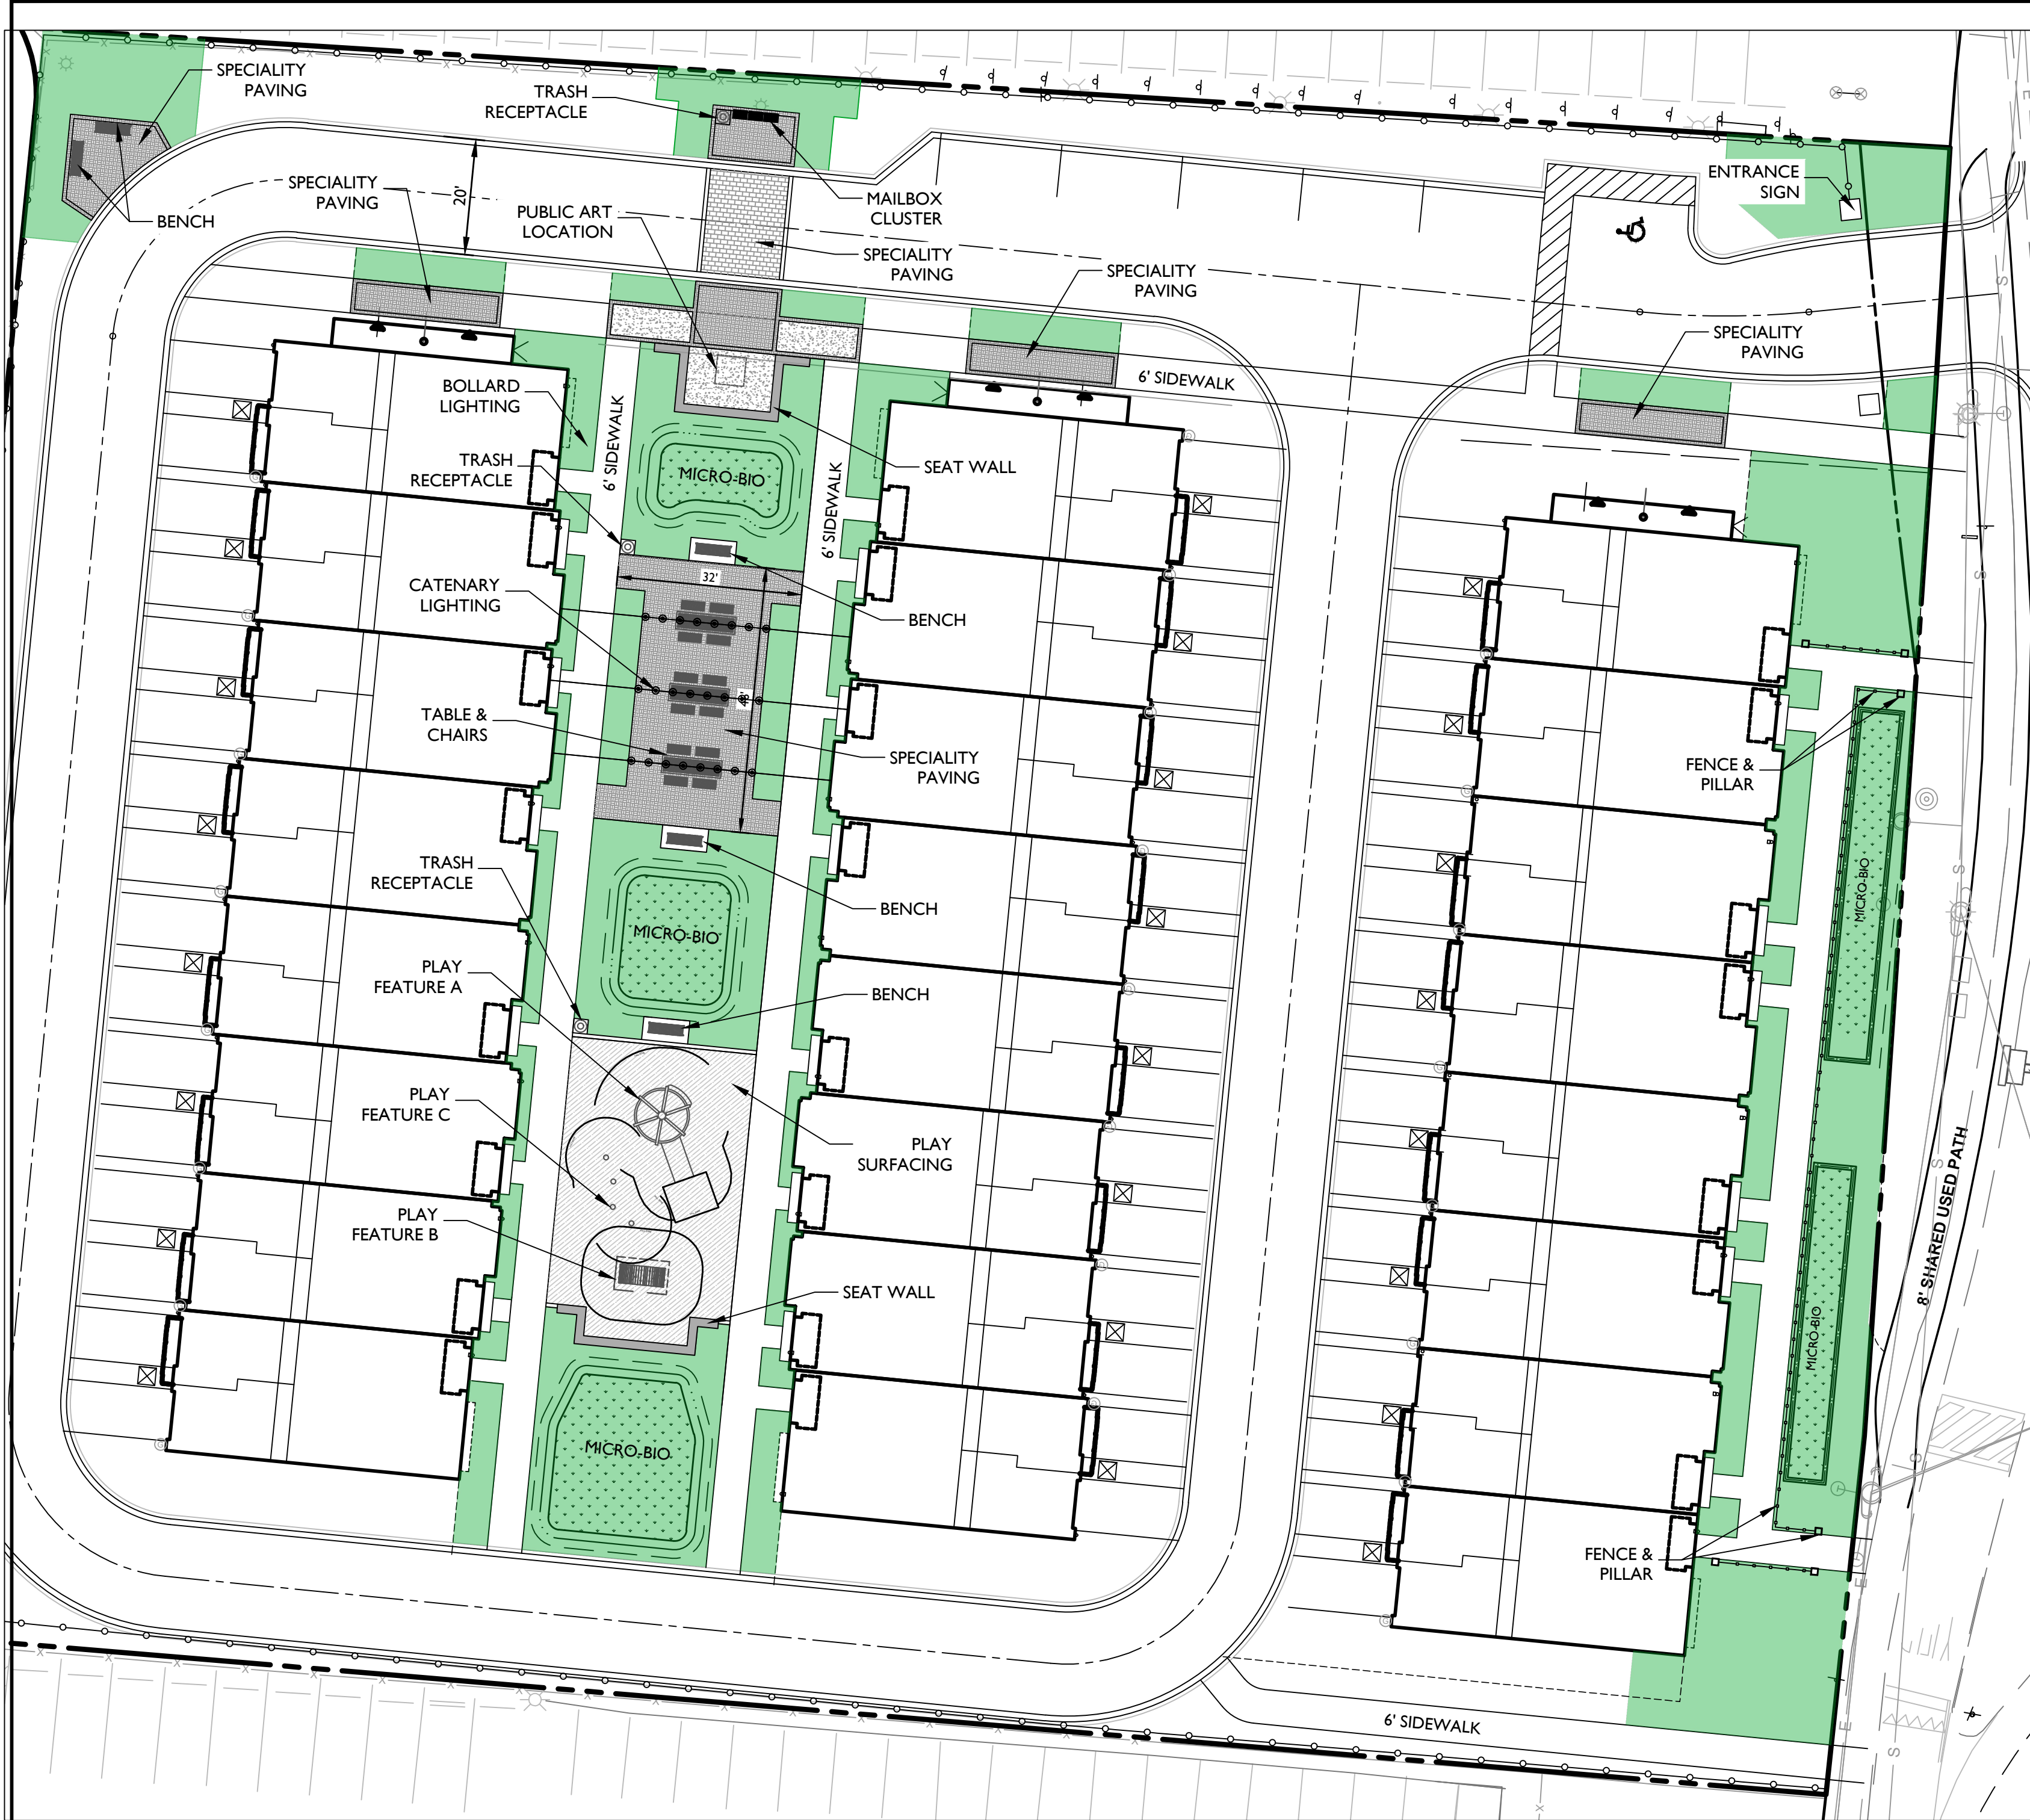 SPECIALITY
PAVING
TRASH
RECEPTACLE
ENTRANCE
SIGN
SPECIALITY
PAVING
20'
MAILBOX
CLUSTER
BENCH
PUBLIC ART
LOCATION
SPECIALITY
PAVING
SPECIALITY
PAVING
SPECIALITY
PAVING
6' SIDEWALK
BOLLARD
LIGHTING
6' SIDEWALK
TRASH
RECEPTACLE
MICRO-BIO
6' SIDEWALK
SEAT WALL
32'
CATENARY
LIGHTING
BENCH
48'
TABLE &
CHAIRS
SPECIALITY
PAVING
FENCE &
PILLAR
TRASH
RECEPTACLE
BENCH
MICRO-BIO
MICRO-BIO
PLAY
FEATURE A
BENCH
PLAY
FEATURE C
PLAY
SURFACING
8' SHARED USED PATH
PLAY
FEATURE B
SEAT WALL
MICRO-BIO
MICRO-BIO
FENCE &
PILLAR
6' SIDEWALK